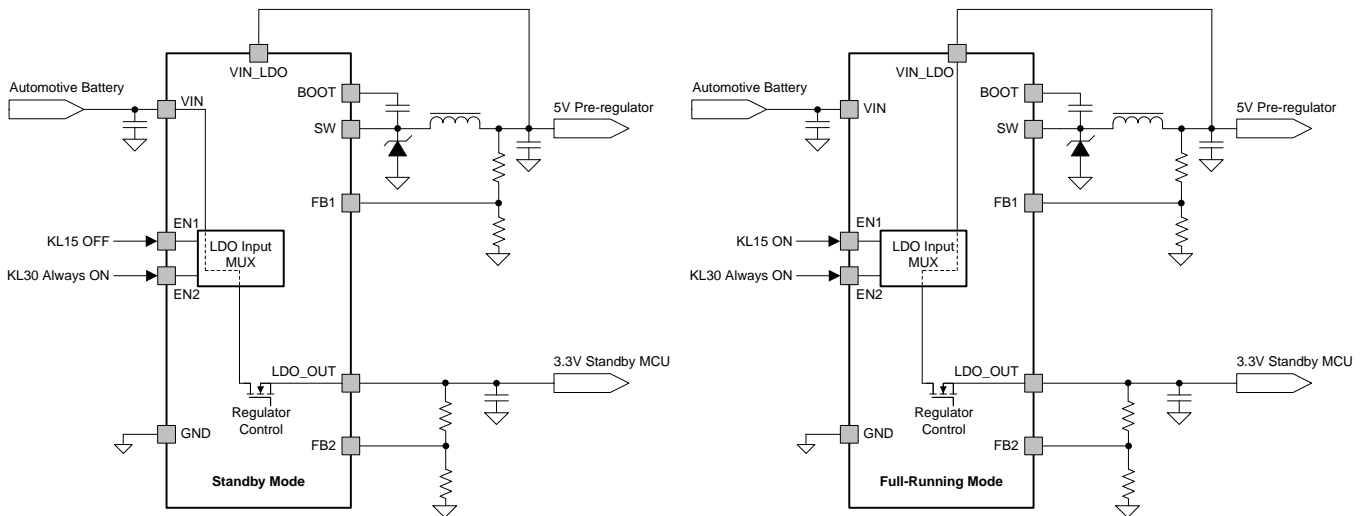 VIN_LDO
Automotive Battery
VIN
BOOT
5V Pre-regulator
SW
FB1
EN1
KL15 OFF
LDO Input
MUX
KL30 Always ON
EN2
3.3V Standby MCU
LDO_OUT
Regulator
Control
GND
FB2
Standby Mode
VIN_LDO
Automotive Battery
VIN
BOOT
5V Pre-regulator
SW
FB1
EN1
KL15 ON
LDO Input
MUX
KL30 Always ON
EN2
3.3V Standby MCU
LDO_OUT
Regulator
Control
GND
FB2
Full-Running Mode